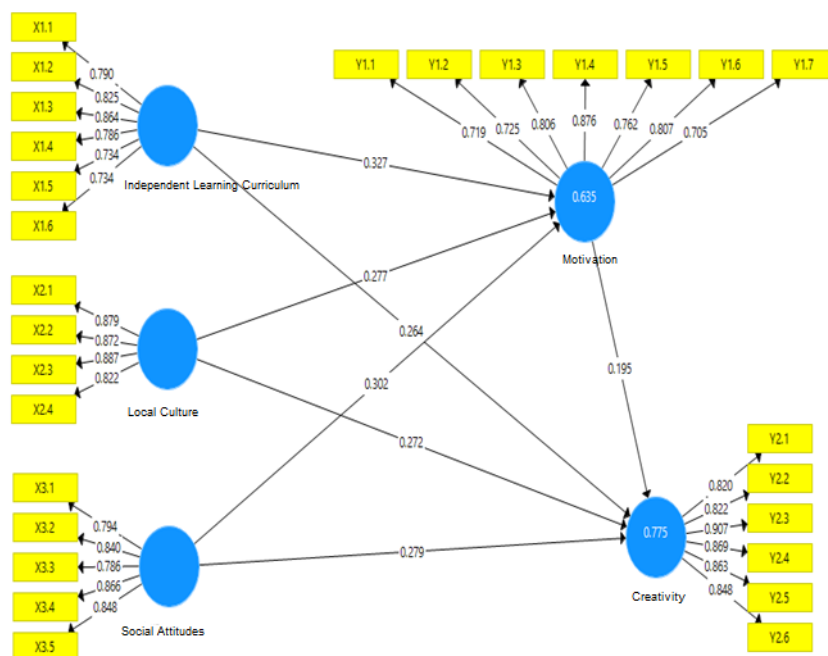 X1.1
X1.2
X1.3
X1.4
X1.5
X1.6
0.790
0.825
0.864
0.786
0.734
0.734
Independent Learning Curriculum
X2.1
X2.2
X2.3
X2.4
0.879
0.872
0.887
0.822
Local Culture
X3.1
X3.2
X3.3
X3.4
X3.5
0.794
0.840
0.786
0.866
0.848
Social Attitudes
0.327
0.277
0.264
0.302
0.272
0.279
0.195
Y1.1
Y1.2
Y1.3
Y1.4
Y1.5
Y1.6
Y1.7
0.719
0.725
0.806
0.876
0.762
0.807
0.705
0.635
Motivation
Y2.1
Y2.2
Y2.3
Y2.4
Y2.5
Y2.6
0.820
0.822
0.907
0.869
0.863
0.848
0.775
Creativity